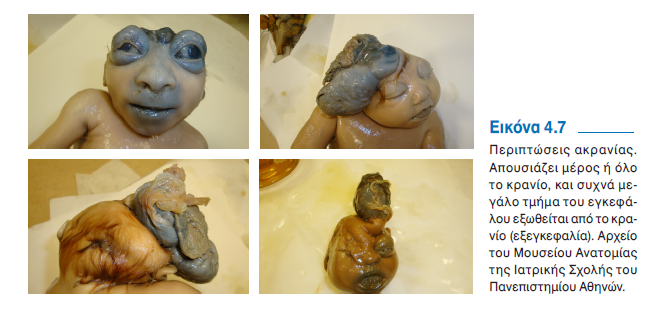 Εικόνα 4.7
Περιπτώσεις ακρανίας.
Απουσιάζει μέρος ή όλο
το κρανίο, και συχνά με-
γάλο τμήμα του εγκεφά-
λου εξωθείται από το κρα-
νίο (εξεγκεφαλία). Αρχείο
του Μουσείου Ανατομίας
της Ιατρικής Σχολής του
Πανεπιστημίου Αθηνών.